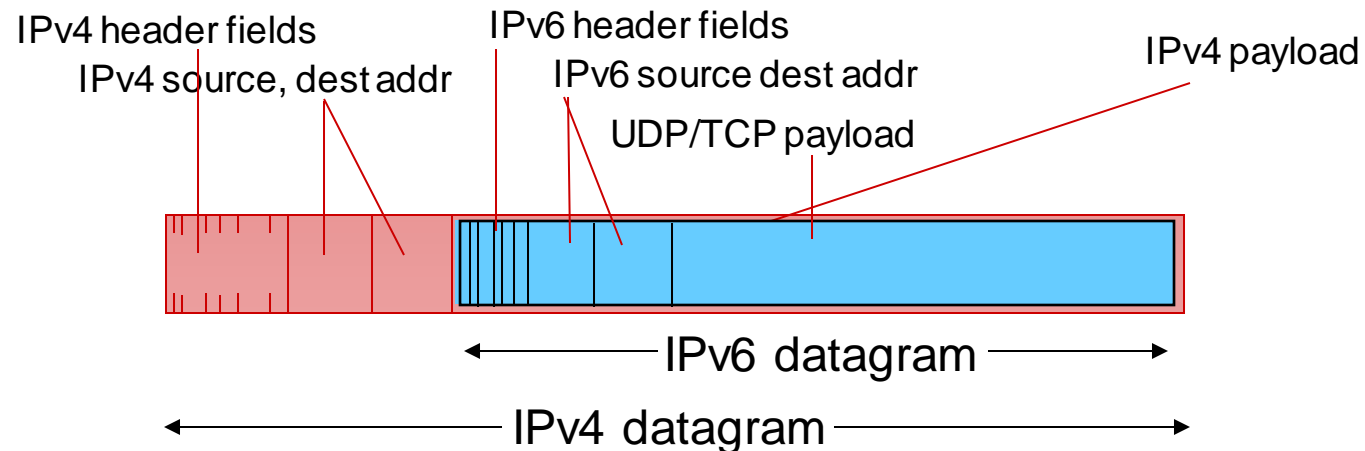 IPv4 header fields
IPv6 header fields
IPv4 payload
IPv4 source, dest addr
IPv6 source dest addr
UDP/TCP payload
IPv6 datagram
IPv4 datagram